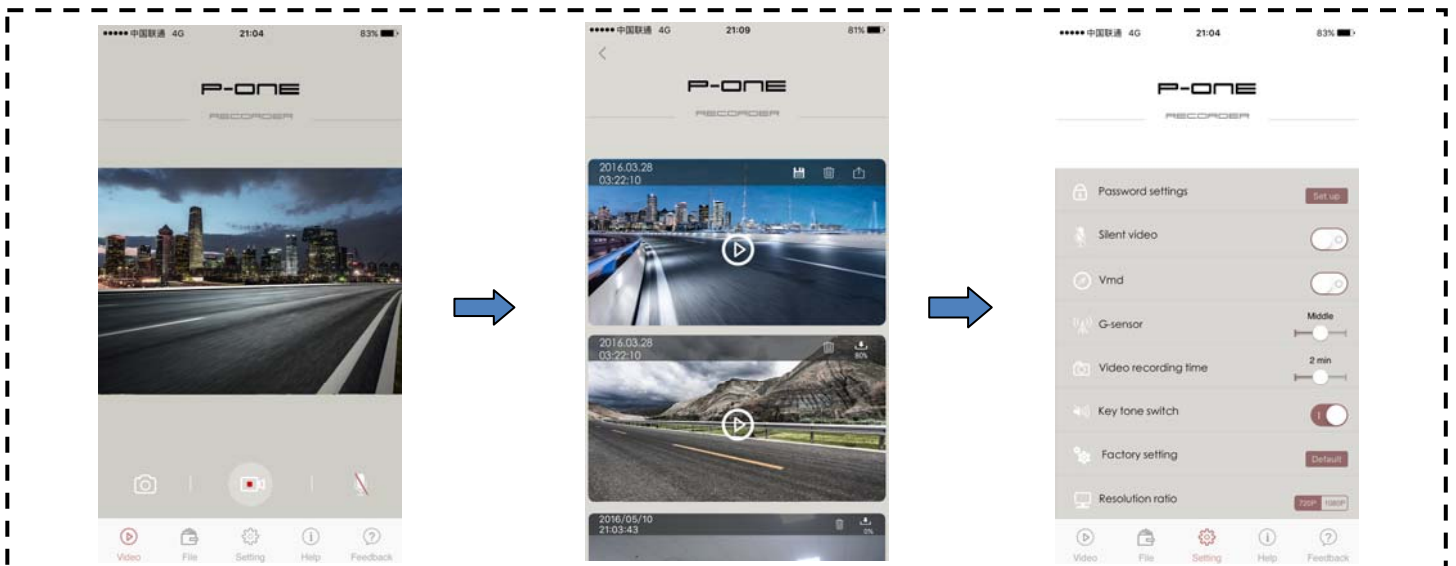 中国联通 4G 21:04 83%
P-ONE
RECORDER
Video File Setting Help Feedback
中国联通 4G 21:09 81%
P-ONE
RECORDER
2016.03.28
03:22:10
2016.03.28
03:22:10
80%
2016/05/10
21:03:43
0%
中国联通 4G 21:04 83%
P-ONE
RECORDER
Password settings Set up
Silent video
Vmd
G-sensor Middle
Video recording time 2 min
Key tone switch
Factory setting Default
Resolution ratio 720P 1080P
Video File Setting Help Feedback